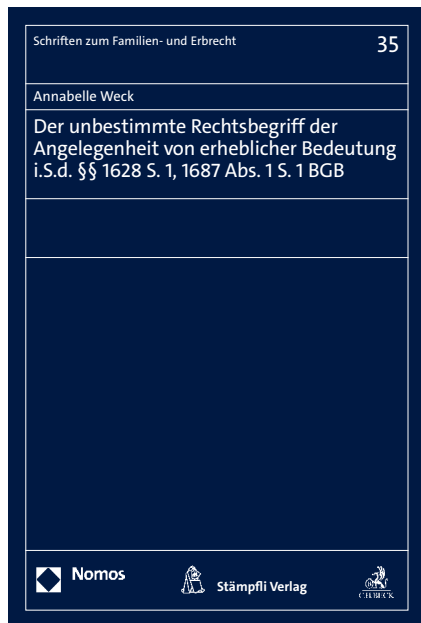 Schriften zum Familien- und Erbrecht
35
Annabelle Weck
Der unbestimmte Rechtsbegriff der
Angelegenheit von erheblicher Bedeutung
i.S.d. §§ 1628 S. 1, 1687 Abs. 1 S. 1 BGB
Nomos
Stämpfli Verlag
C.H.BECK